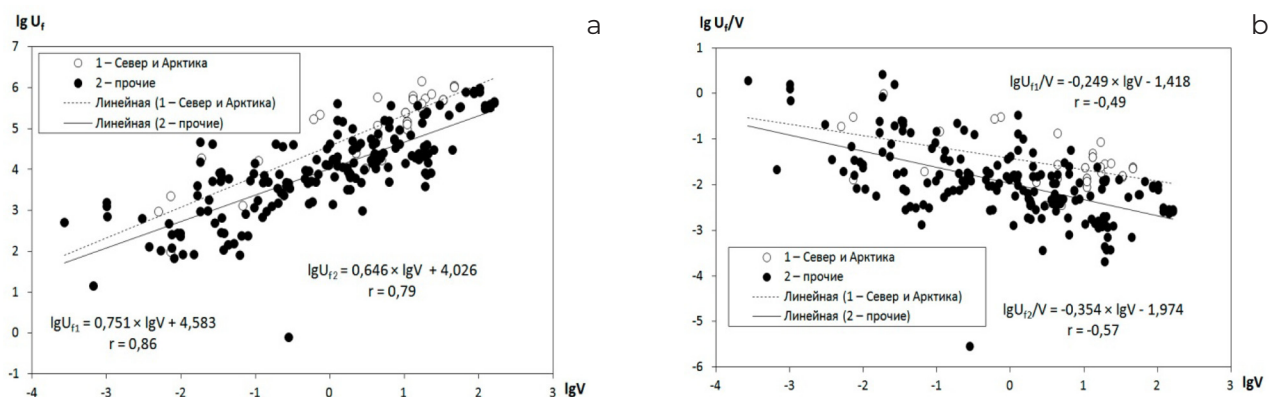 lg Uf
a
7
6
5
4
3
2
1
0
-1
1 – Север и Арктика
2 – прочие
Линейная (1 – Север и Арктика)
Линейная (2 – прочие)
lgUf2 = 0,646 × lgV + 4,026
r = 0,79
lgUf1 = 0,751 × lgV + 4,583
r = 0,86
-4 -3 -2 -1 0 1 2 3
lgV
lg Uf/V
b
1
0
-1
-2
-3
-4
-5
-6
lgUf1/V = -0,249 × lgV - 1,418
r = -0,49
1 – Север и Арктика
2 – прочие
Линейная (1 – Север и Арктика)
Линейная (2 – прочие)
lgUf2/V = -0,354 × lgV - 1,974
r = -0,57
-4 -3 -2 -1 0 1 2 3
lgV